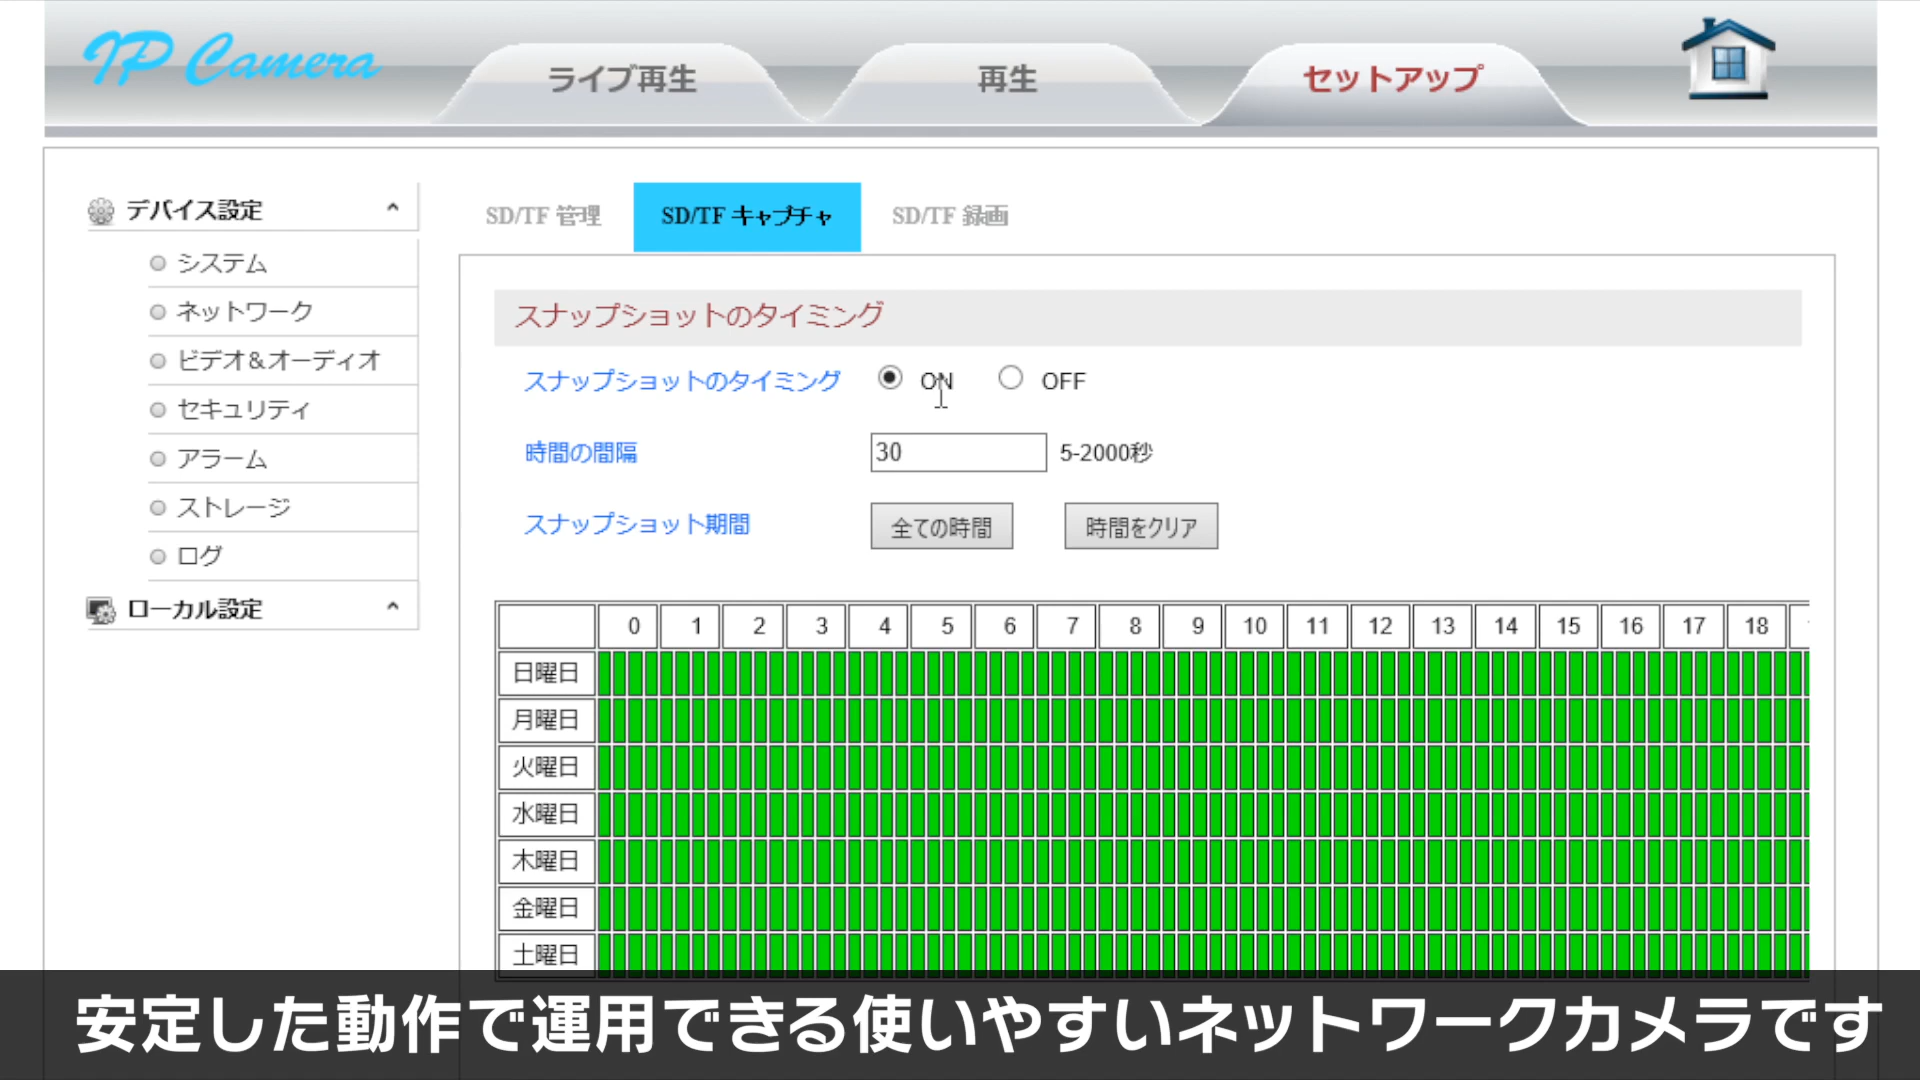 IP Camera
ライブ再生
再生
セットアップ
デバイス設定
システム
ネットワーク
ビデオ&オーディオ
セキュリティ
アラーム
ストレージ
ログ
ローカル設定
SD/TF 管理 SD/TF キャプチャ SD/TF 録画
スナップショットのタイミング
スナップショットのタイミング ON OFF
時間の間隔 30 5-2000秒
スナップショット期間 全ての時間 時間をクリア
0 1 2 3 4 5 6 7 8 9 10 11 12 13 14 15 16 17 18
日曜日
月曜日
火曜日
水曜日
木曜日
金曜日
土曜日
安定した動作で運用できる使いやすいネットワークカメラです